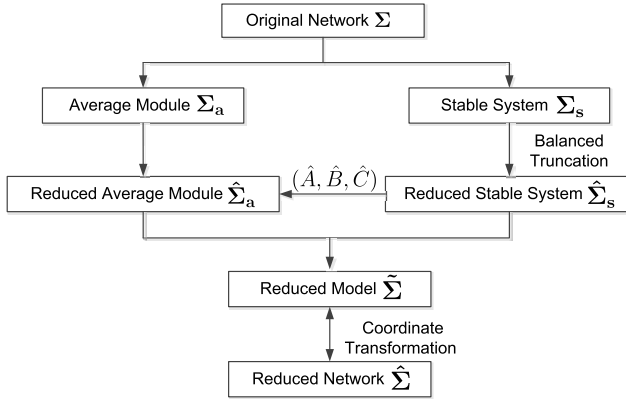 Original Network Σ
Average Module Σₐ
Stable System Σₛ
Balanced
Truncation
Reduced Average Module Σ̂ₐ
(Â, B̂, Ĉ)
Reduced Stable System Σ̂ₛ
Reduced Model Σ̃
Coordinate
Transformation
Reduced Network Σ̂